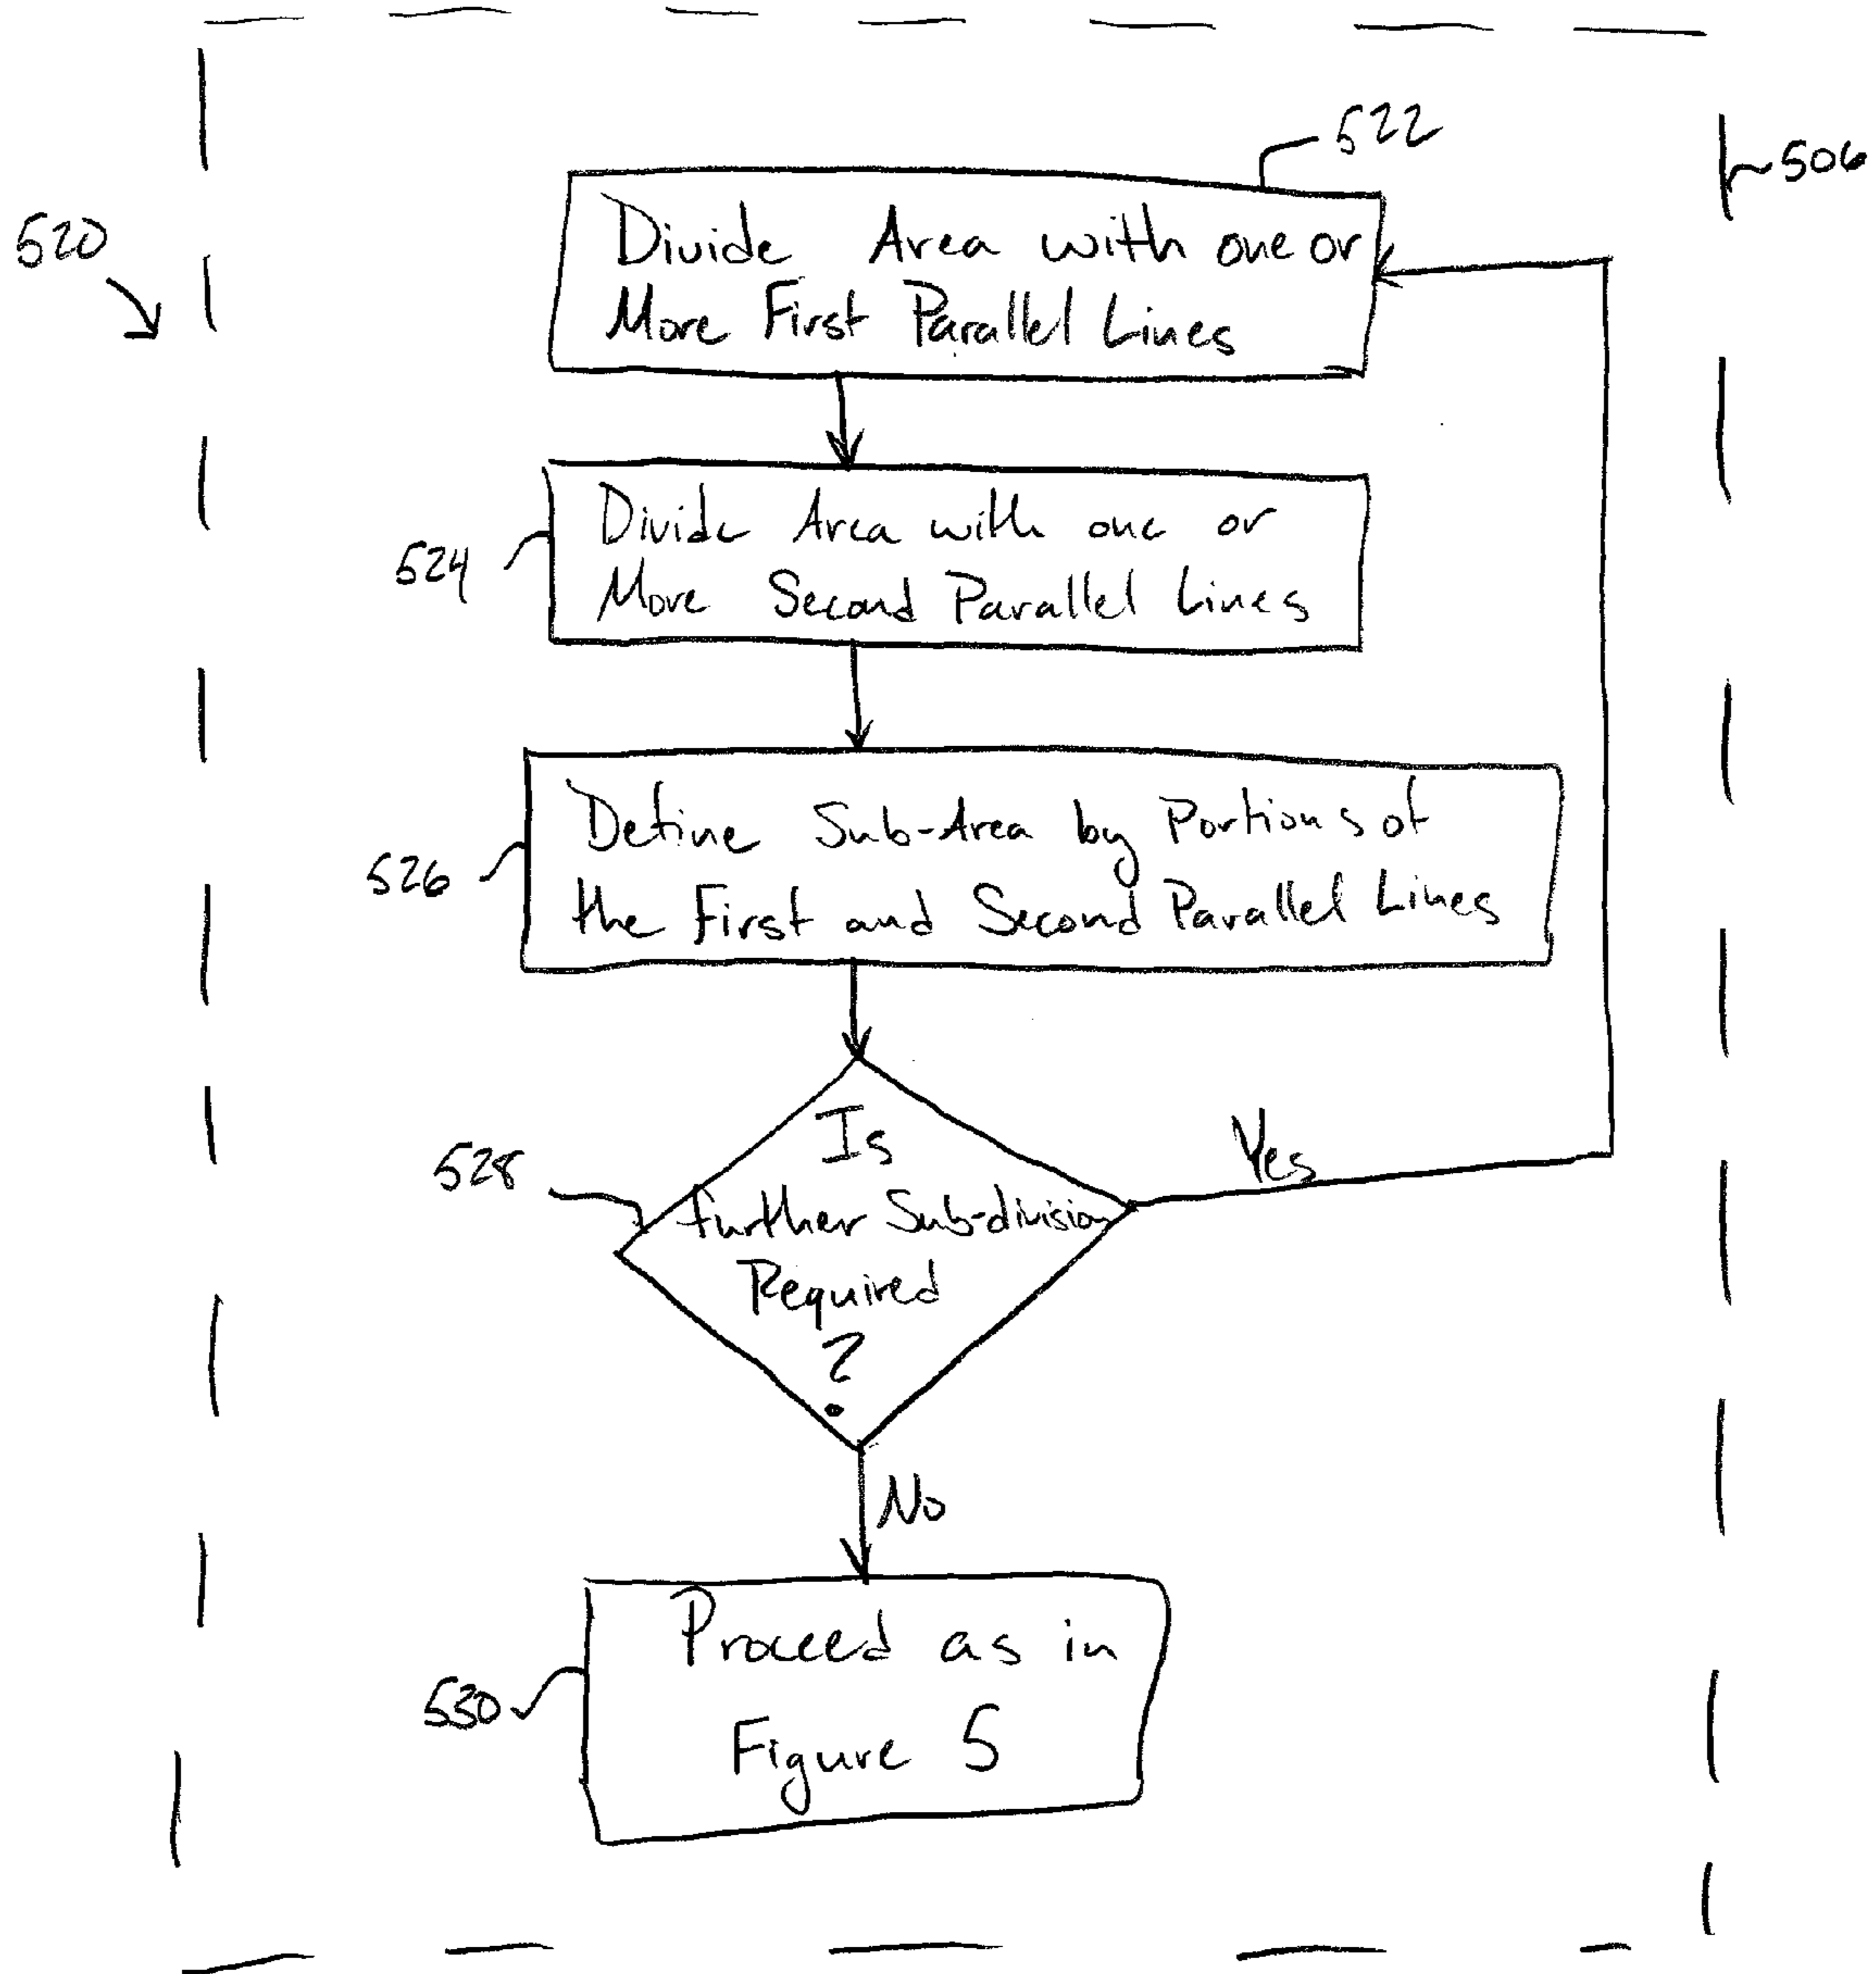 522
506
520
Divide Area with one or
More First Parallel Lines
524
Divide Area with one or
More Second Parallel Lines
526
Define Sub-Area by Portions of
the First and Second Parallel Lines
528
Is
further Sub-division
Required
?
Yes
No
530
Proceed as in
Figure 5